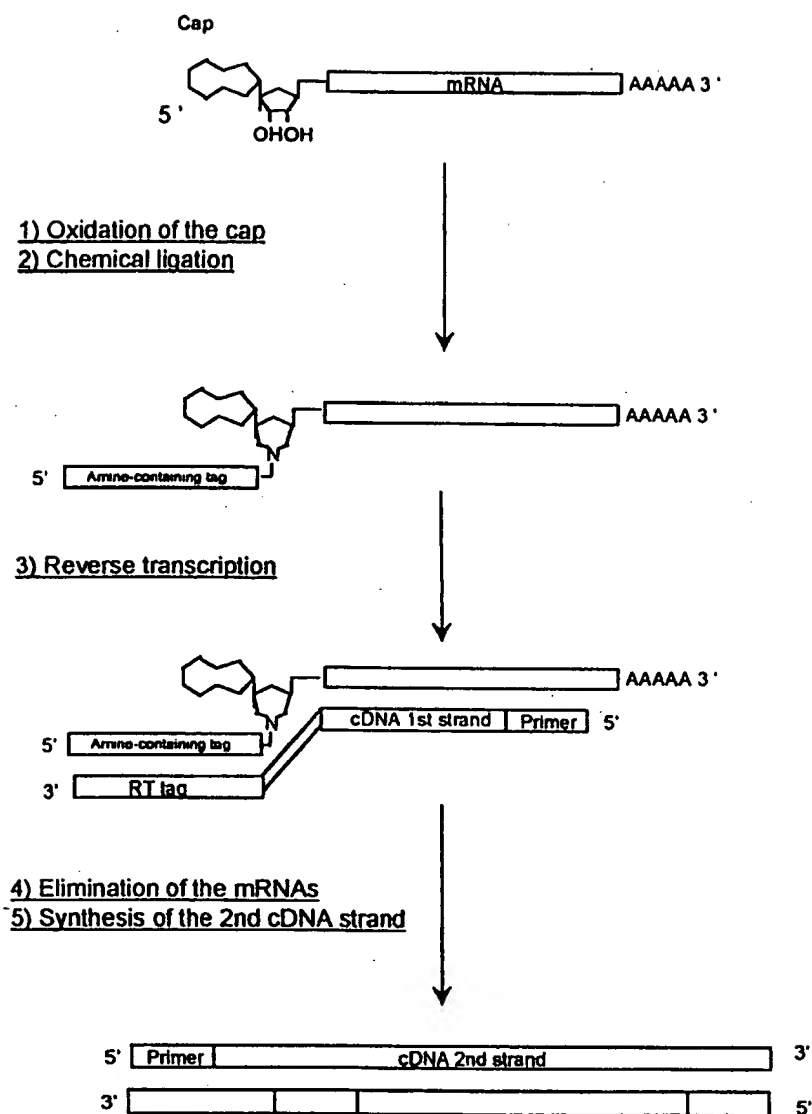 Cap
mRNA AAAAA 3 '
5 '
OHOH
1) Oxidation of the cap
2) Chemical ligation
AAAAA 3 '
5' Amino-containing tag N
3) Reverse transcription
AAAAA 3 '
cDNA 1st strand Primer 5'
5' Amino-containing tag N
3' RT tag
4) Elimination of the mRNAs
5) Synthesis of the 2nd cDNA strand
5' Primer cDNA 2nd strand 3'
3' 5'